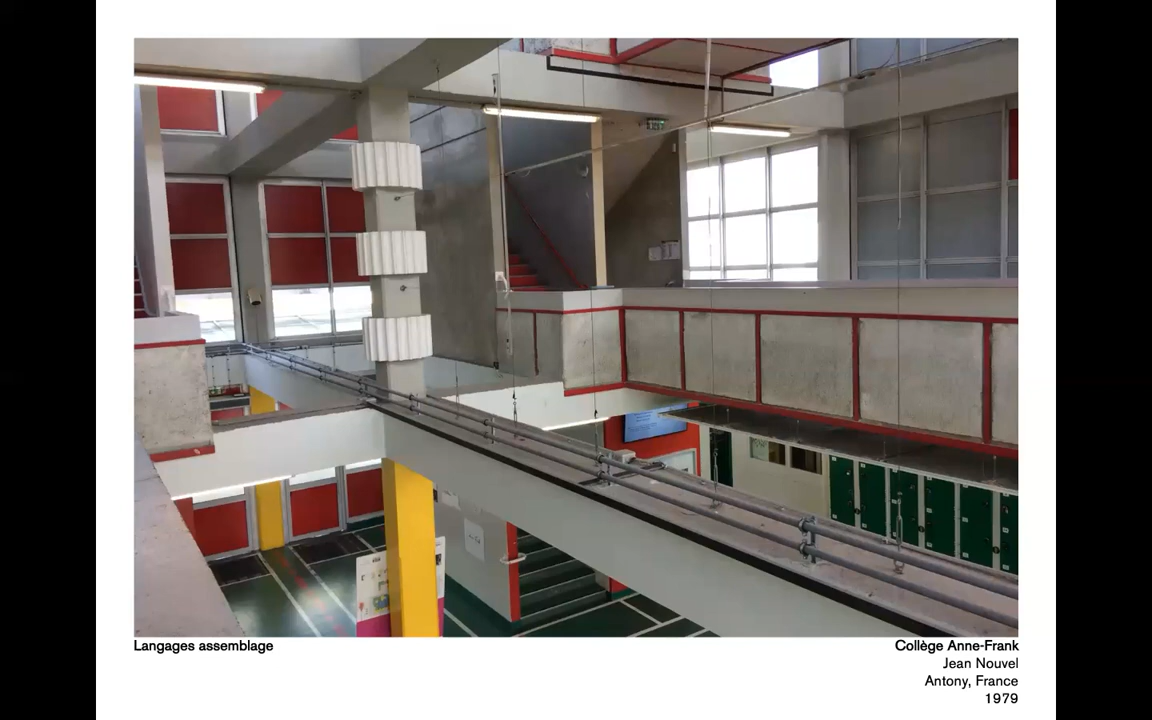 Langages assemblage
Collège Anne-Frank
Jean Nouvel
Antony, France
1979